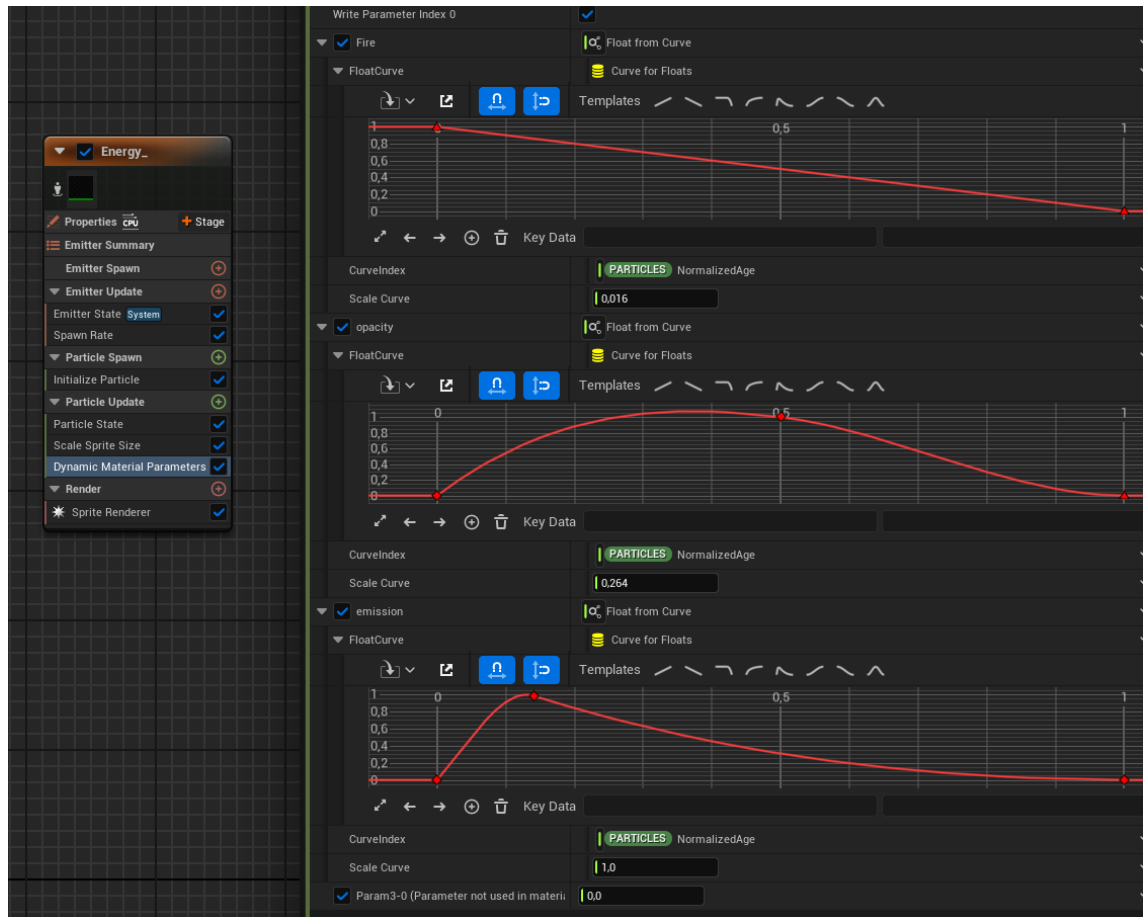 Energy_
Properties CPU + Stage
Emitter Summary
Emitter Spawn
Emitter Update
Emitter State System
Spawn Rate
Particle Spawn
Initialize Particle
Particle Update
Particle State
Scale Sprite Size
Dynamic Material Parameters
Render
Sprite Renderer
Write Parameter Index 0
Fire Float from Curve
FloatCurve Curve for Floats
Templates
1 0,5 1
0,8
0,6
0,4
0,2
0
Key Data
CurveIndex PARTICLES NormalizedAge
Scale Curve 0,016
opacity Float from Curve
FloatCurve Curve for Floats
Templates
1 0 0,5 1
0,8
0,6
0,4
0,2
0
Key Data
CurveIndex PARTICLES NormalizedAge
Scale Curve 0,264
emission Float from Curve
FloatCurve Curve for Floats
Templates
1 0 0,5 1
0,8
0,6
0,4
0,2
0
Key Data
CurveIndex PARTICLES NormalizedAge
Scale Curve 1,0
Param3-0 (Parameter not used in materi 0,0